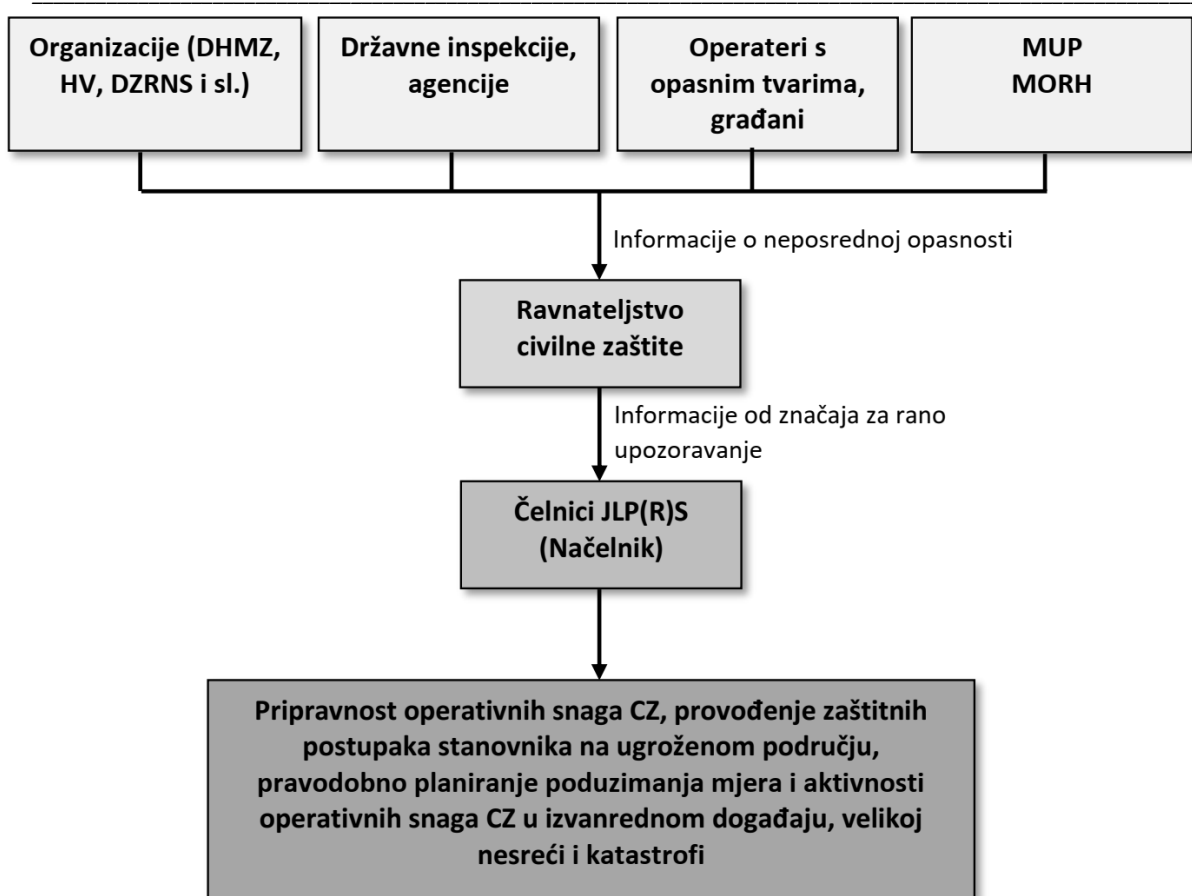 Organizacije (DHMZ,
HV, DZRNS i sl.)
Državne inspekcije,
agencije
Operateri s
opasnim tvarima,
građani
MUP
MORH
Informacije o neposrednoj opasnosti
Ravnateljstvo
civilne zaštite
Informacije od značaja za rano
upozoravanje
Čelnici JLP(R)S
(Načelnik)
Pripravnost operativnih snaga CZ, provođenje zaštitnih
postupaka stanovnika na ugroženom području,
pravodobno planiranje poduzimanja mjera i aktivnosti
operativnih snaga CZ u izvanrednom događaju, velikoj
nesreći i katastrofi